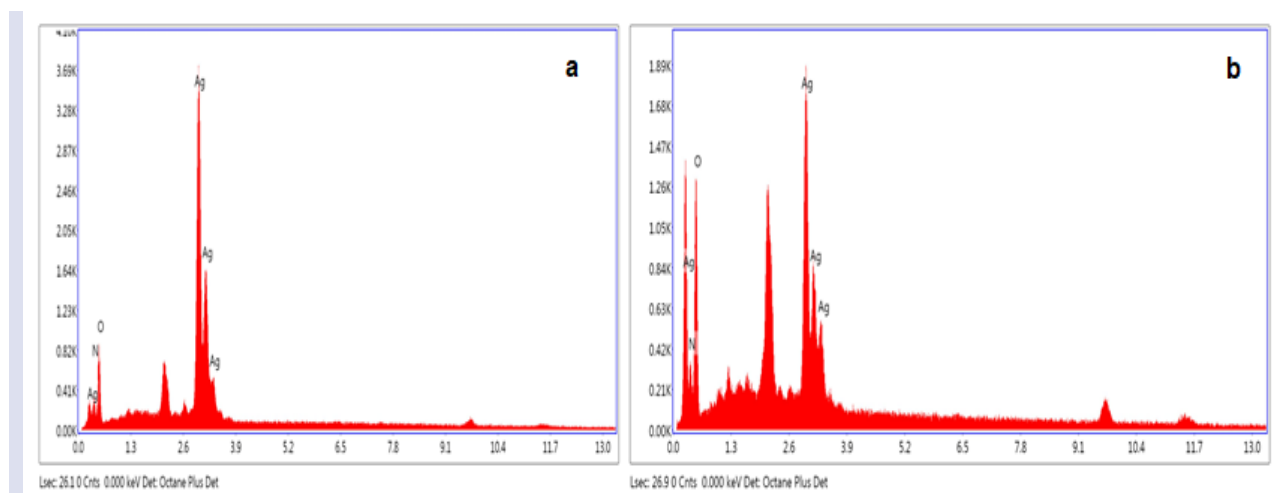 a
4.20K
3.69K
3.28K
2.87K
2.46K
2.05K
1.64K
1.23K
0.82K
0.41K
0.00K
Ag
Ag
Ag
O
N
Ag
0.0 1.3 2.6 3.9 5.2 6.5 7.8 9.1 10.4 11.7 13.0
Lsec: 26.1 0 Cnts 0.000 keV Det: Octane Plus Det
b
1.89K
1.68K
1.47K
1.26K
1.05K
0.84K
0.63K
0.42K
0.21K
0.00K
Ag
O
Ag
Ag
Ag
N
0.0 1.3 2.6 3.9 5.2 6.5 7.8 9.1 10.4 11.7 13.0
Lsec: 26.9 0 Cnts 0.000 keV Det: Octane Plus Det